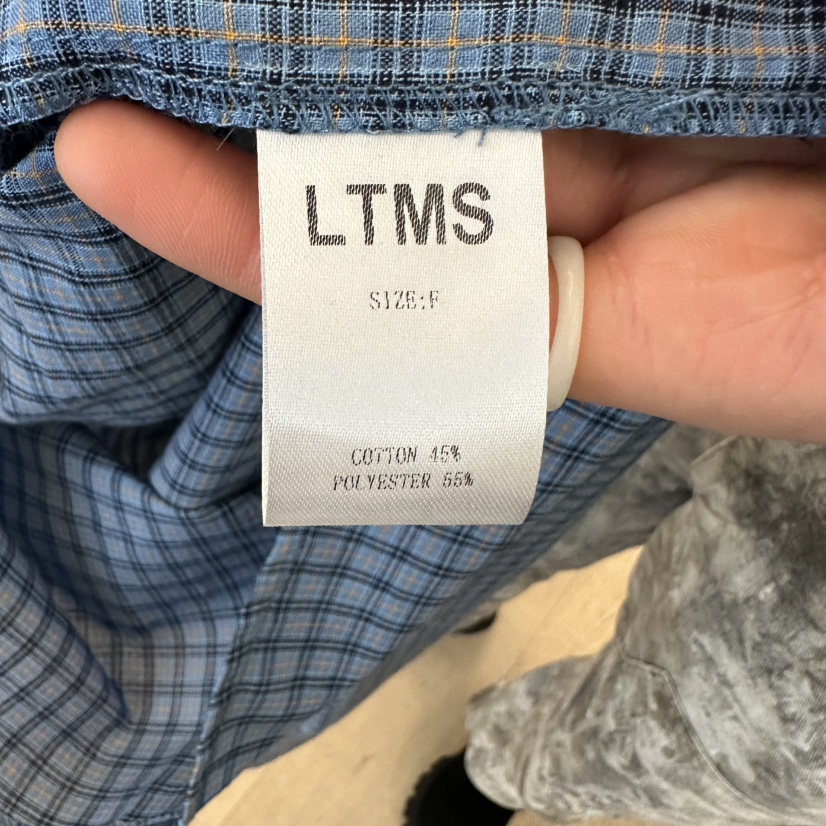 LTMS
SIZE:F
COTTON 45%
POLYESTER 55%